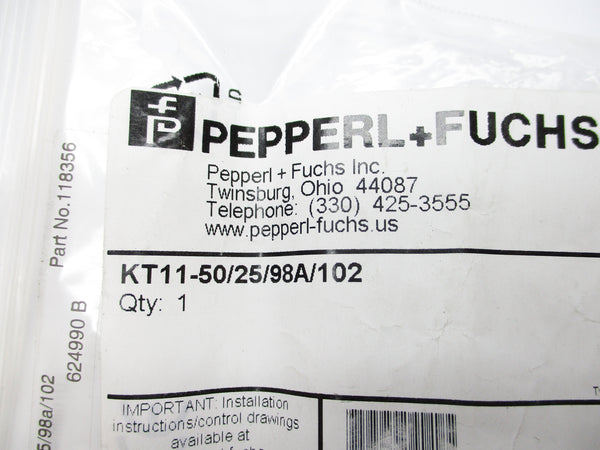 PEPPERL+FUCHS
Pepperl + Fuchs Inc.
Twinsburg, Ohio 44087
Telephone: (330) 425-3555
www.pepperl-fuchs.us
KT11-50/25/98A/102
Qty: 1
IMPORTANT: Installation
instructions/control drawings
available at
Part No.118356
624990 B
5/98a/102